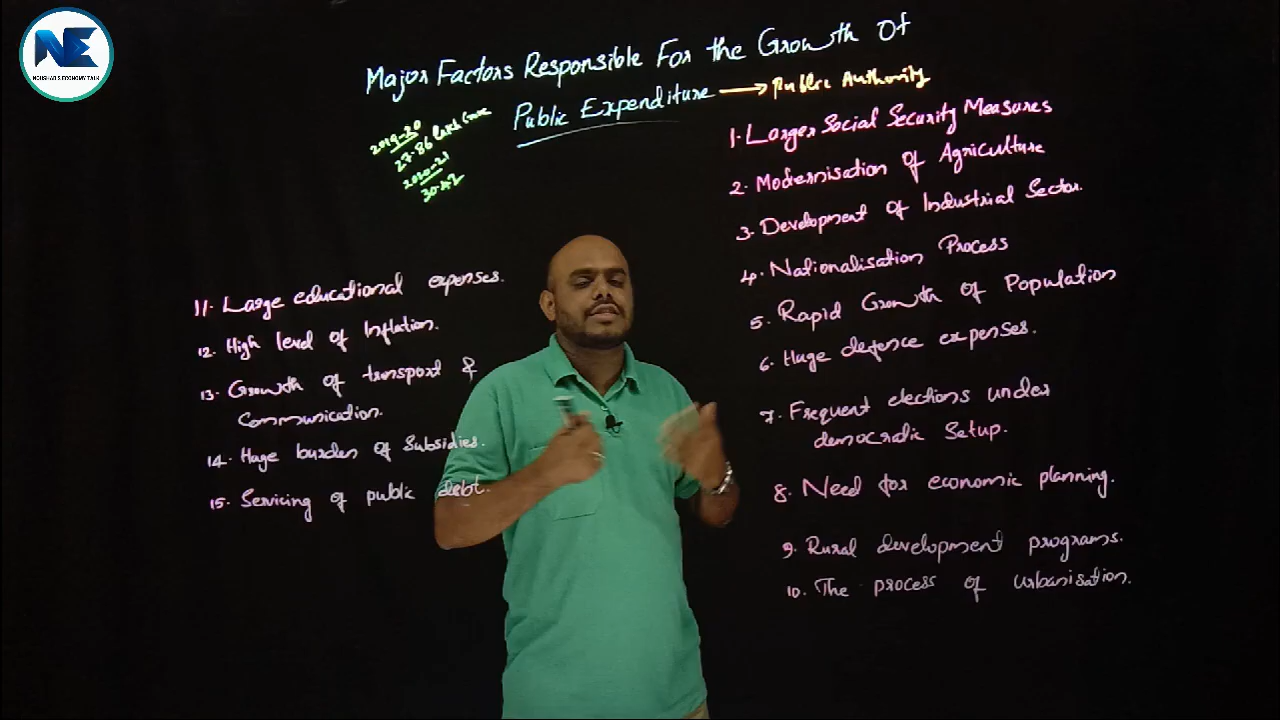 NE
NOUSHAD'S ECONOMY TALK
Major Factors Responsible For the Growth Of
Public Expenditure → Public Authority
2019-20
27.86 Lakh Crore
2020-21
30.42
1. Larger Social Security Measures
2. Modernisation of Agriculture
3. Development of Industrial Sector.
4. Nationalisation Process
5. Rapid Growth of Population
6. Huge defence expenses.
7. Frequent elections under
democratic Setup.
8. Need for economic planning.
9. Rural development programs.
10. The process of urbanisation.
11. Large educational expenses.
12. High level of Inflation.
13. Growth of transport &
Communication.
14. Huge burden of Subsidies.
15. Servicing of public debt.